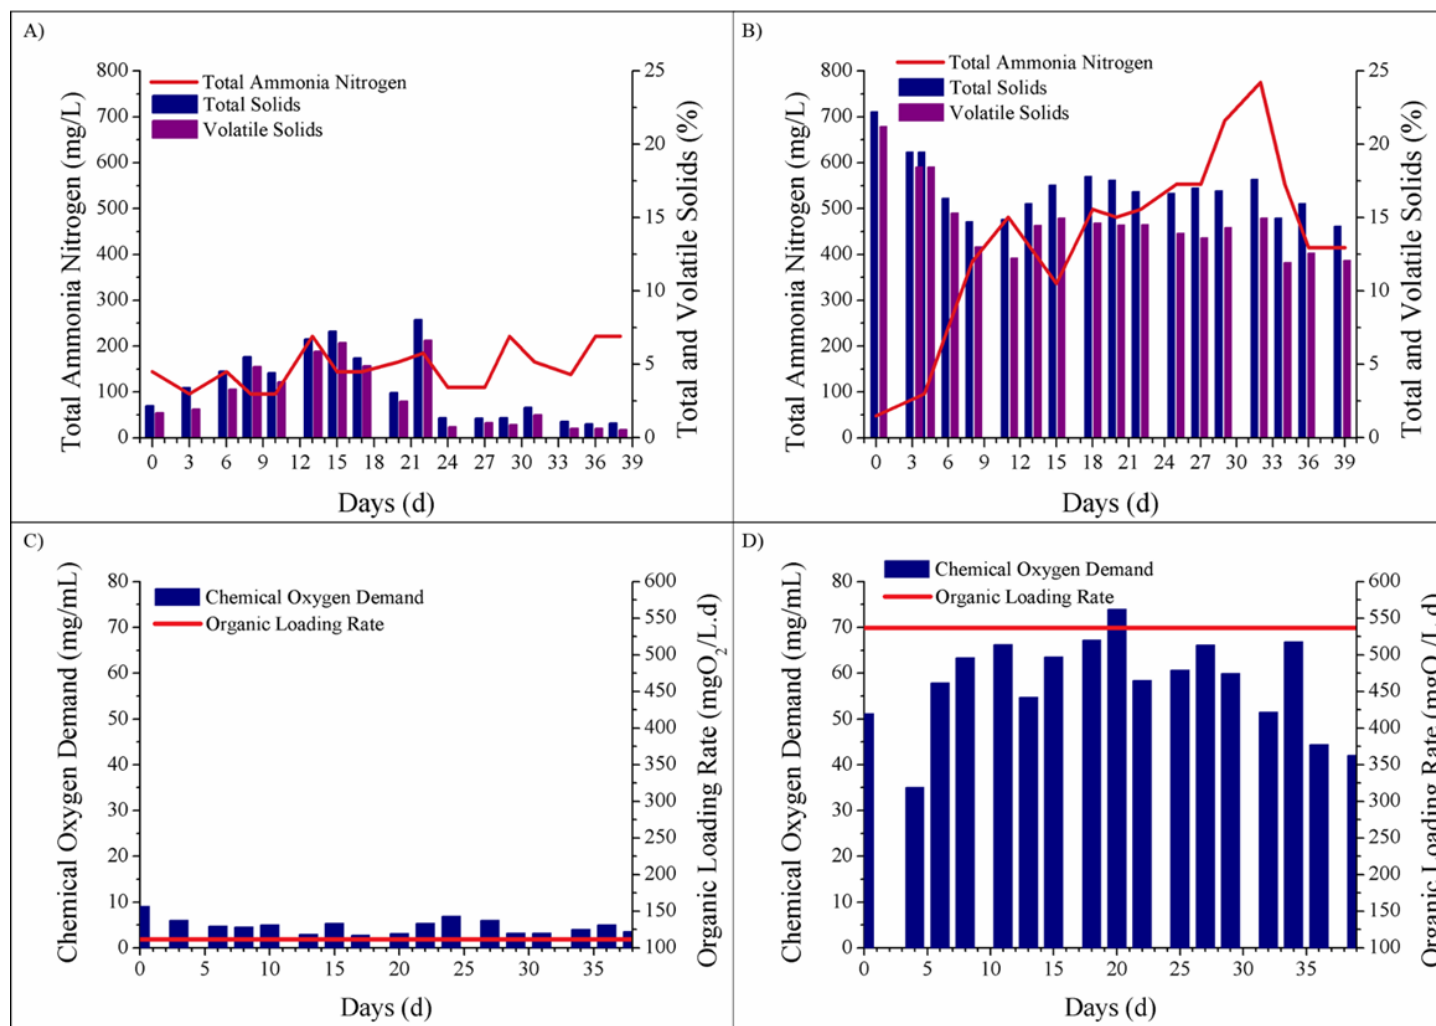 A)
Total Ammonia Nitrogen (mg/L)
800
700
600
500
400
300
200
100
0
Total Ammonia Nitrogen
Total Solids
Volatile Solids
25
20
15
10
5
0
Total and Volatile Solids (%)
0 3 6 9 12 15 18 21 24 27 30 33 36 39
Days (d)
B)
Total Ammonia Nitrogen (mg/L)
800
700
600
500
400
300
200
100
0
Total Ammonia Nitrogen
Total Solids
Volatile Solids
25
20
15
10
5
0
Total and Volatile Solids (%)
0 3 6 9 12 15 18 21 24 27 30 33 36 39
Days (d)
C)
Chemical Oxygen Demand (mg/mL)
80
70
60
50
40
30
20
10
0
Chemical Oxygen Demand
Organic Loading Rate
600
550
500
450
400
350
300
250
200
150
100
Organic Loading Rate (mgO₂/L.d)
0 5 10 15 20 25 30 35
Days (d)
D)
Chemical Oxygen Demand (mg/mL)
80
70
60
50
40
30
20
10
0
Chemical Oxygen Demand
Organic Loading Rate
600
550
500
450
400
350
300
250
200
150
100
Organic Loading Rate (mgO₂/L.d)
0 5 10 15 20 25 30 35
Days (d)